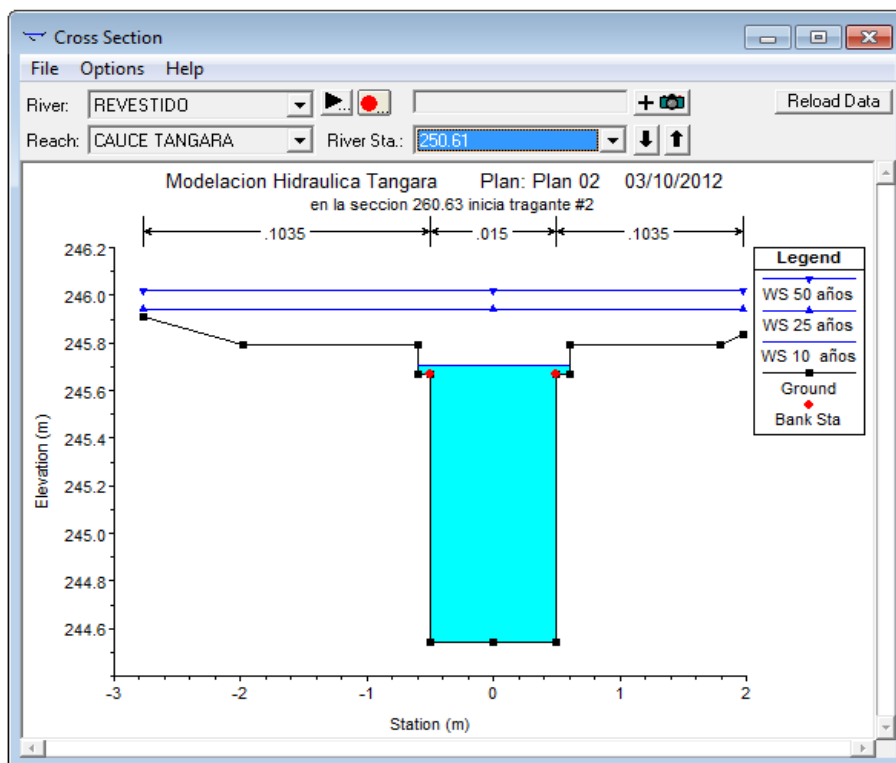 Cross Section
File Options Help
River: REVESTIDO Reload Data
Reach: CAUCE TANGARA River Sta.: 250.61
Modelacion Hidraulica Tangara Plan: Plan 02 03/10/2012
en la seccion 260.63 inicia tragante #2
.1035 .015 .1035
246.2
246.0
245.8
245.6
245.4
245.2
245.0
244.8
244.6
Elevation (m)
-3 -2 -1 0 1 2
Station (m)
Legend
WS 50 años
WS 25 años
WS 10 años
Ground
Bank Sta